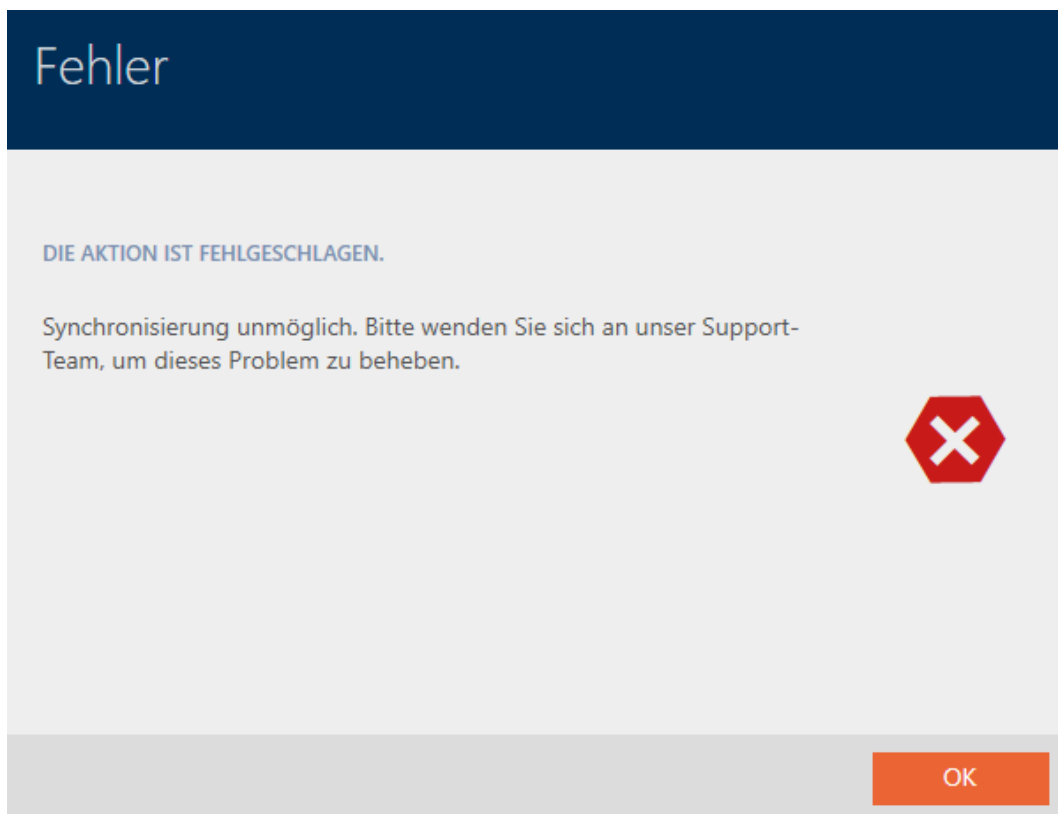 Fehler
DIE AKTION IST FEHLGESCHLAGEN.
Synchronisierung unmöglich. Bitte wenden Sie sich an unser Support-
Team, um dieses Problem zu beheben.
OK